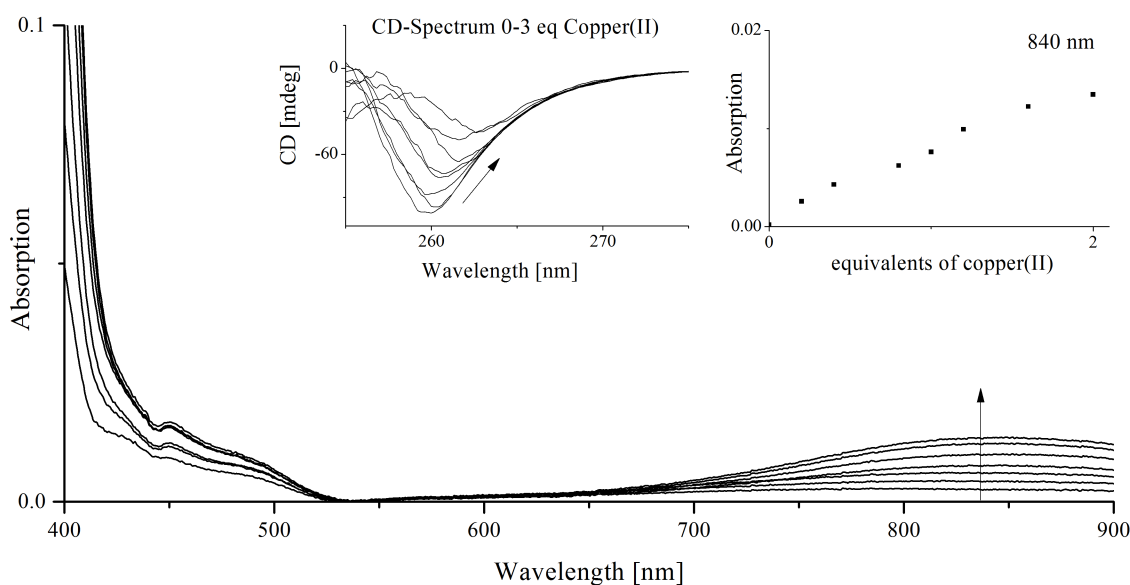 0.1
Absorption
0.0
400
500
600
700
800
900
Wavelength [nm]
CD-Spectrum 0-3 eq Copper(II)
0
CD [mdeg]
-60
260
270
Wavelength [nm]
0.02
840 nm
Absorption
0.00
0
2
equivalents of copper(II)